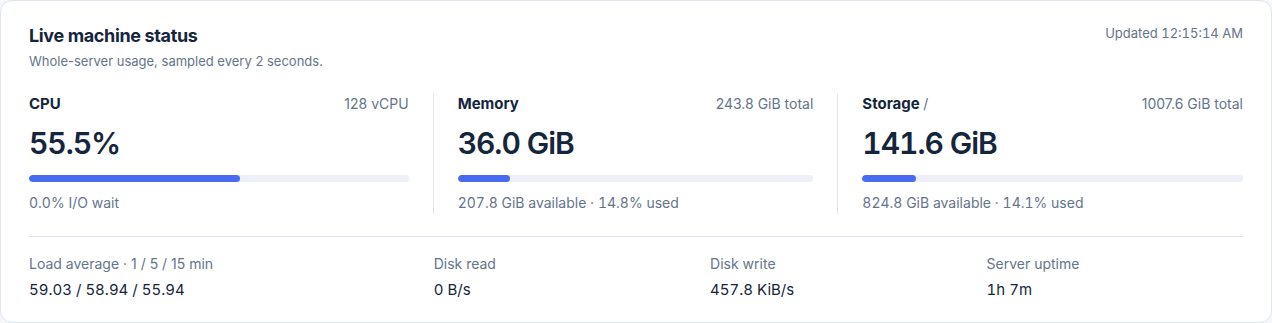 Live machine status
Updated 12:15:14 AM
Whole-server usage, sampled every 2 seconds.
CPU
128 vCPU
55.5%
0.0% I/O wait
Memory
243.8 GiB total
36.0 GiB
207.8 GiB available · 14.8% used
Storage /
1007.6 GiB total
141.6 GiB
824.8 GiB available · 14.1% used
Load average · 1 / 5 / 15 min
59.03 / 58.94 / 55.94
Disk read
0 B/s
Disk write
457.8 KiB/s
Server uptime
1h 7m